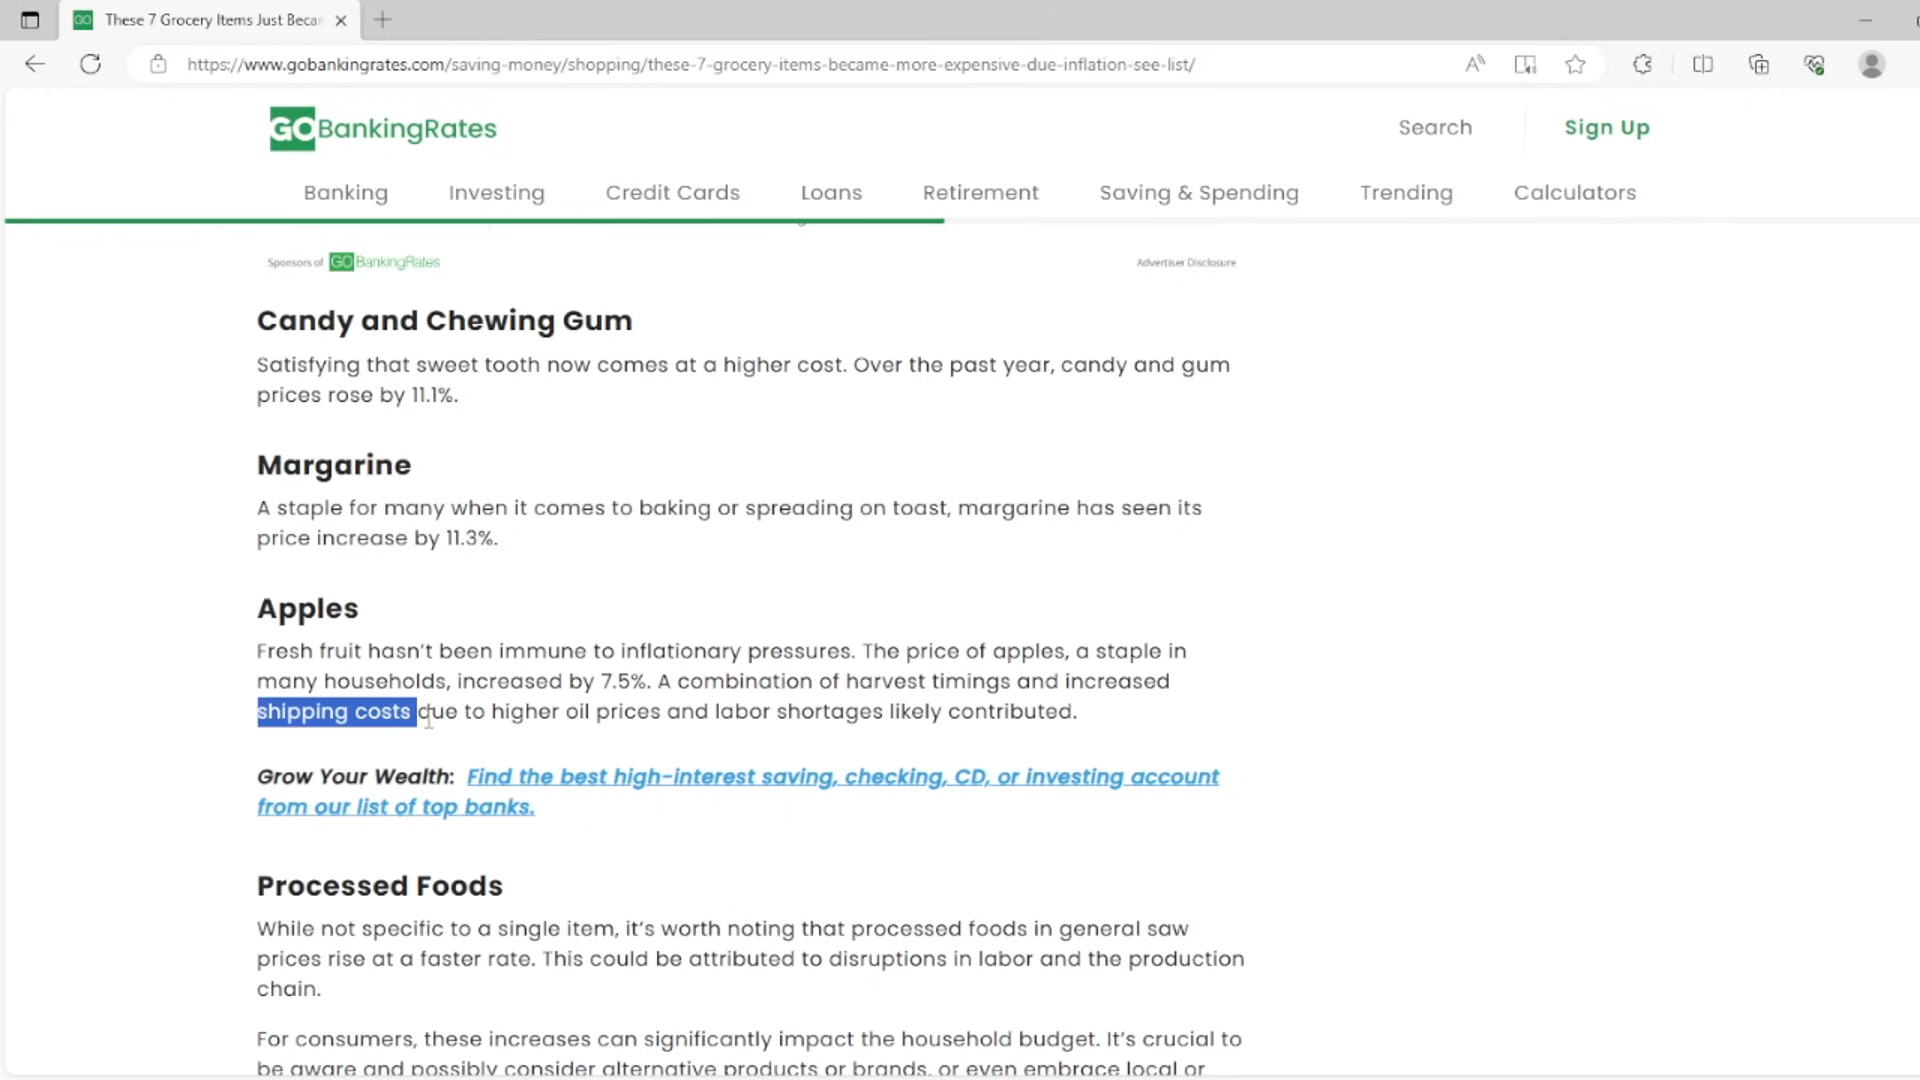 GO These 7 Grocery Items Just Becar
https://www.gobankingrates.com/saving-money/shopping/these-7-grocery-items-became-more-expensive-due-inflation-see-list/
GOBankingRates Search Sign Up
Banking Investing Credit Cards Loans Retirement Saving & Spending Trending Calculators
Sponsors of GOBankingRates Advertiser Disclosure
Candy and Chewing Gum
Satisfying that sweet tooth now comes at a higher cost. Over the past year, candy and gum
prices rose by 11.1%.
Margarine
A staple for many when it comes to baking or spreading on toast, margarine has seen its
price increase by 11.3%.
Apples
Fresh fruit hasn't been immune to inflationary pressures. The price of apples, a staple in
many households, increased by 7.5%. A combination of harvest timings and increased
shipping costs due to higher oil prices and labor shortages likely contributed.
Grow Your Wealth: Find the best high-interest saving, checking, CD, or investing account
from our list of top banks.
Processed Foods
While not specific to a single item, it's worth noting that processed foods in general saw
prices rise at a faster rate. This could be attributed to disruptions in labor and the production
chain.
For consumers, these increases can significantly impact the household budget. It's crucial to
be aware and possibly consider alternative products or brands, or even embrace local or